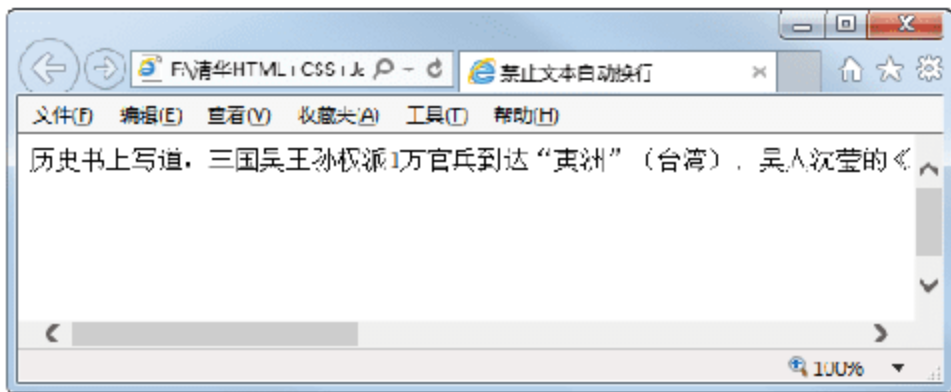 F:\清华HTML+CSS+Ja
禁止文本自动换行
文件(F) 编辑(E) 查看(V) 收藏夹(A) 工具(T) 帮助(H)
历史书上写道，三国吴王孙权派1万官兵到达“夷洲”（台湾），吴人沈莹的《
100%